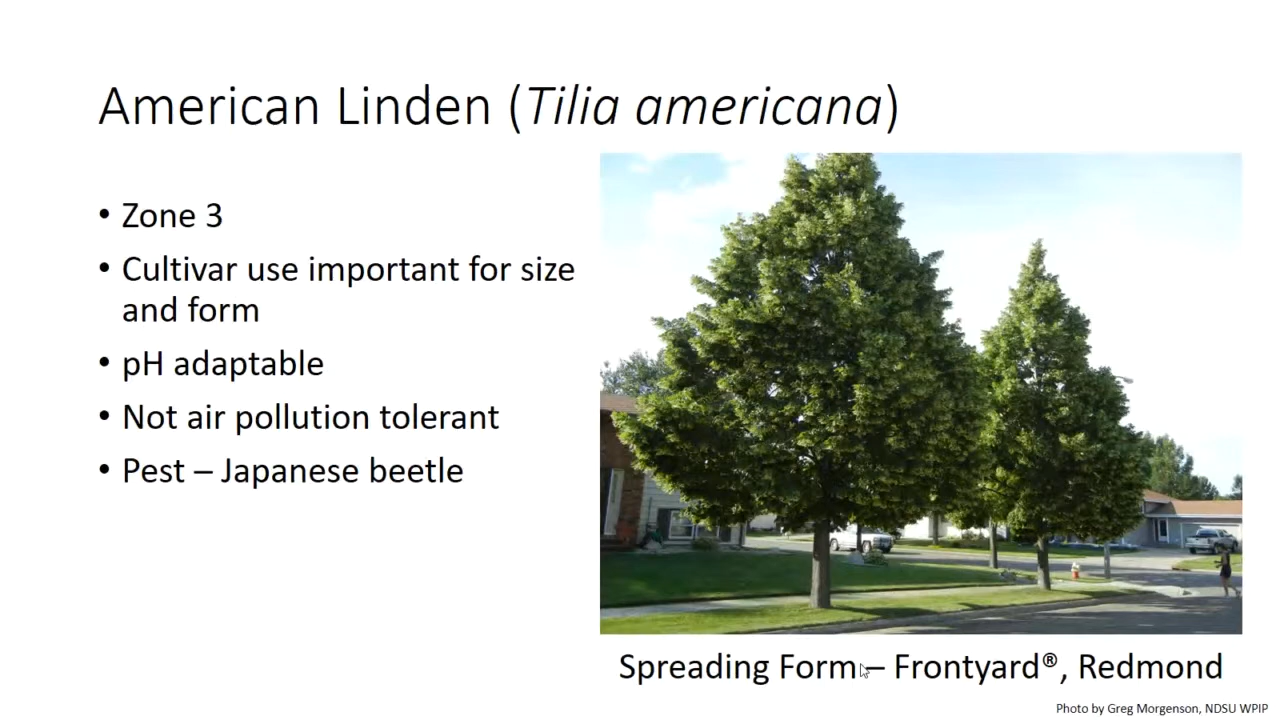 American Linden (Tilia americana)
• Zone 3
• Cultivar use important for size
and form
• pH adaptable
• Not air pollution tolerant
• Pest – Japanese beetle
Spreading Form – Frontyard®, Redmond
Photo by Greg Morgenson, NDSU WPIP